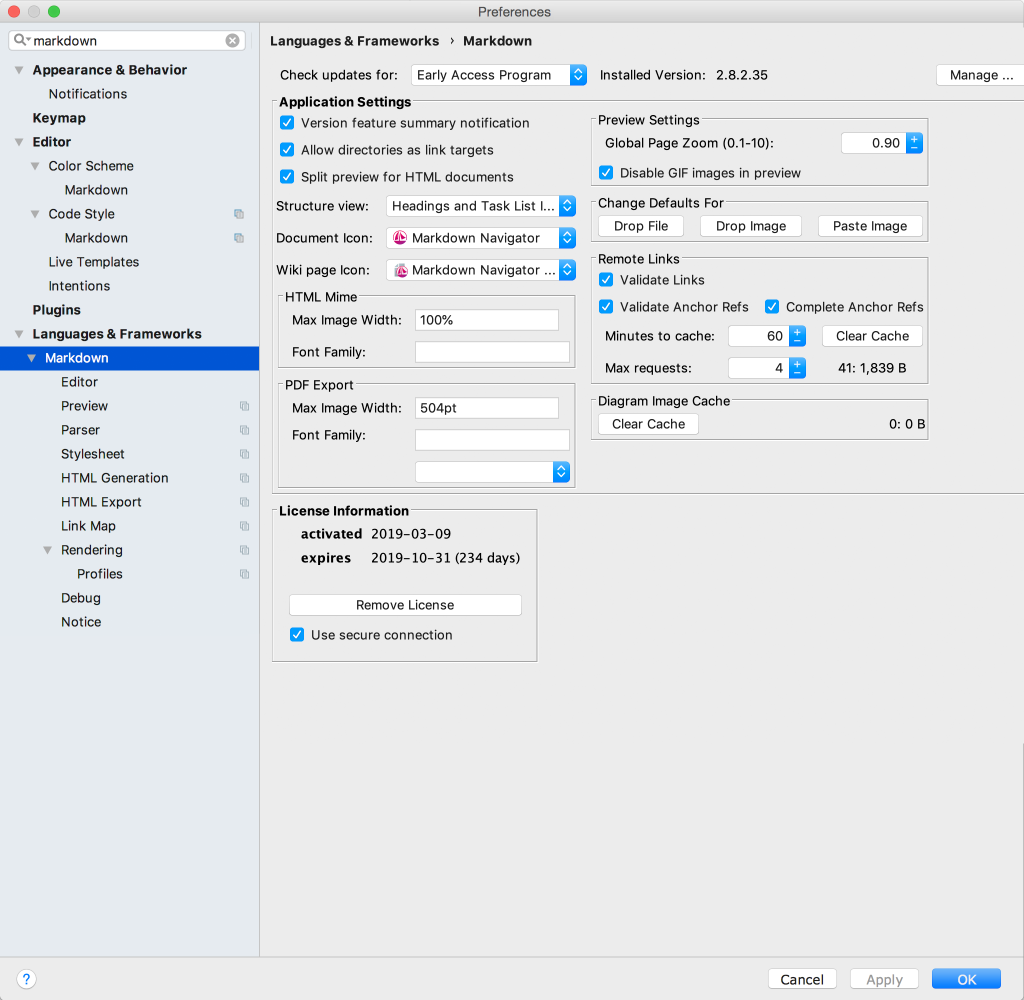 Preferences
markdown
Appearance & Behavior
Notifications
Keymap
Editor
Color Scheme
Markdown
Code Style
Markdown
Live Templates
Intentions
Plugins
Languages & Frameworks
Markdown
Editor
Preview
Parser
Stylesheet
HTML Generation
HTML Export
Link Map
Rendering
Profiles
Debug
Notice
Languages & Frameworks › Markdown
Check updates for: Early Access Program Installed Version: 2.8.2.35 Manage ...
Application Settings
Version feature summary notification
Allow directories as link targets
Split preview for HTML documents
Structure view: Headings and Task List I...
Document Icon: Markdown Navigator
Wiki page Icon: Markdown Navigator ...
HTML Mime
Max Image Width: 100%
Font Family:
PDF Export
Max Image Width: 504pt
Font Family:
Preview Settings
Global Page Zoom (0.1-10): 0.90
Disable GIF images in preview
Change Defaults For
Drop File Drop Image Paste Image
Remote Links
Validate Links
Validate Anchor Refs Complete Anchor Refs
Minutes to cache: 60 Clear Cache
Max requests: 4 41: 1,839 B
Diagram Image Cache
Clear Cache 0: 0 B
License Information
activated 2019-03-09
expires 2019-10-31 (234 days)
Remove License
Use secure connection
? Cancel Apply OK